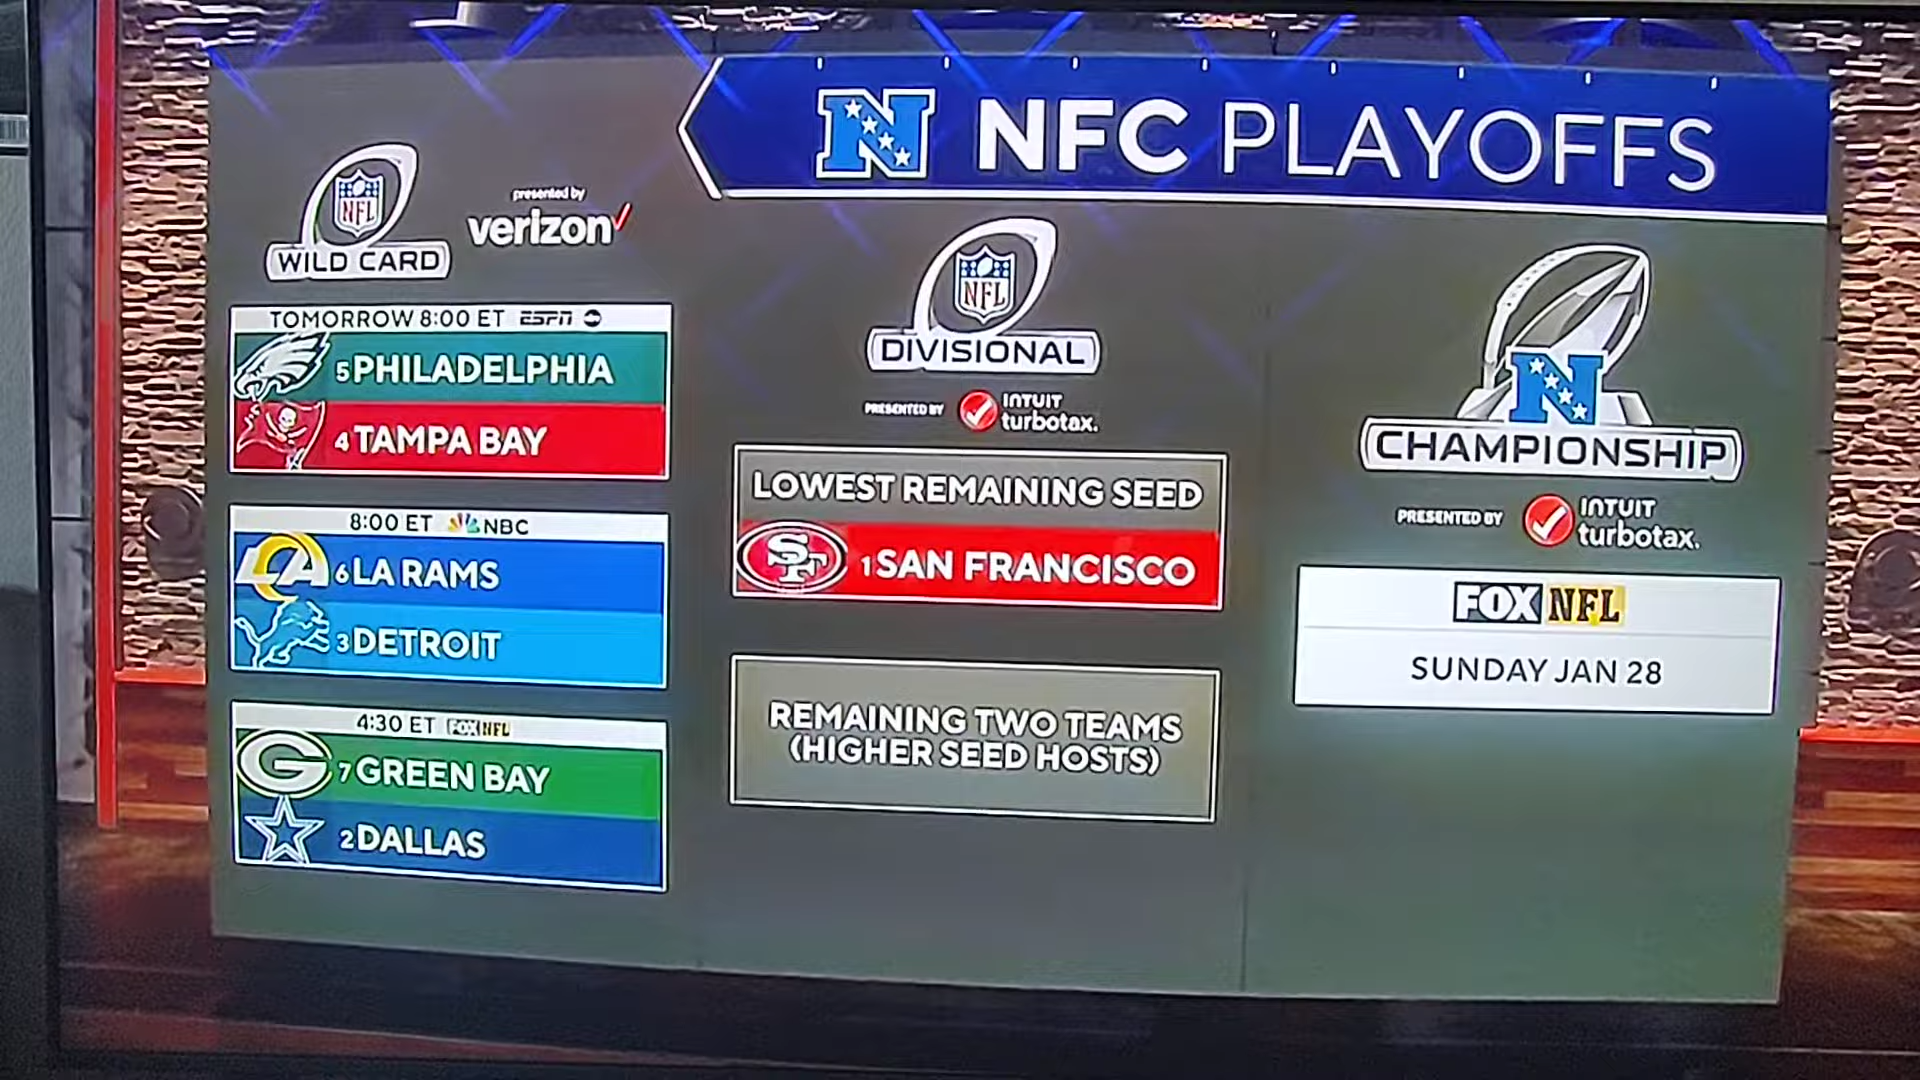 NFC PLAYOFFS
NFL
WILD CARD
presented by
verizon
TOMORROW 8:00 ET ESPN abc
5 PHILADELPHIA
4 TAMPA BAY
8:00 ET NBC
LA 6 LA RAMS
3 DETROIT
4:30 ET FOX NFL
G 7 GREEN BAY
2 DALLAS
NFL
DIVISIONAL
PRESENTED BY INTUIT
turbotax.
LOWEST REMAINING SEED
SF 1 SAN FRANCISCO
REMAINING TWO TEAMS
(HIGHER SEED HOSTS)
N
CHAMPIONSHIP
PRESENTED BY INTUIT
turbotax.
FOX NFL
SUNDAY JAN 28